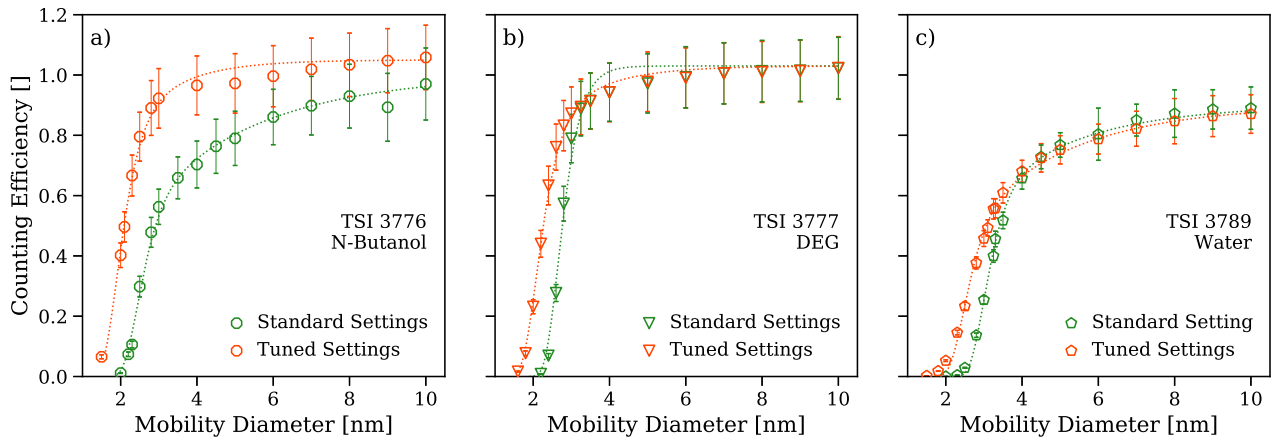 1.2
1.0
0.8
0.6
0.4
0.2
0.0
Counting Efficiency []
a)
TSI 3776
N-Butanol
Standard Settings
Tuned Settings
2
4
6
8
10
Mobility Diameter [nm]
b)
TSI 3777
DEG
Standard Settings
Tuned Settings
2
4
6
8
10
Mobility Diameter [nm]
c)
TSI 3789
Water
Standard Setting
Tuned Settings
2
4
6
8
10
Mobility Diameter [nm]